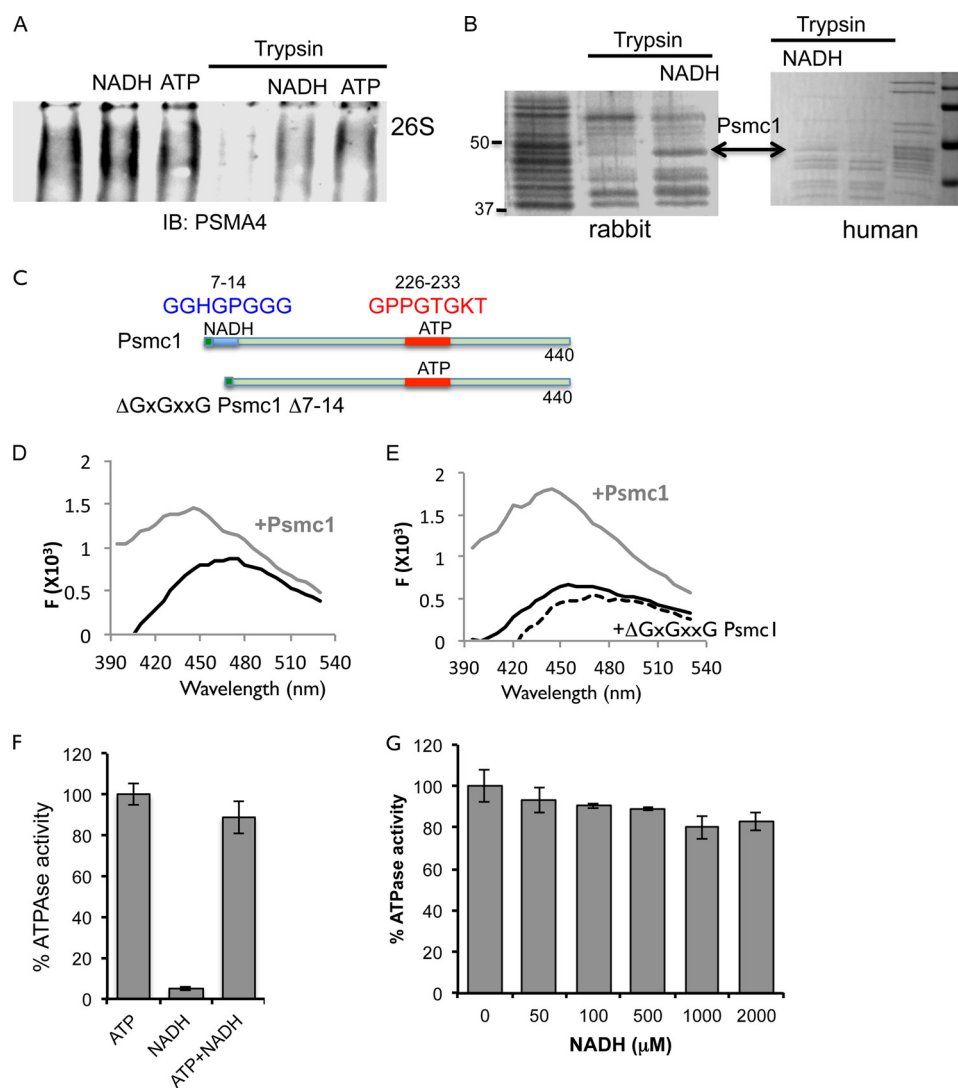 A
Trypsin
NADH ATP NADH ATP
26S
IB: PSMA4
B
Trypsin Trypsin
NADH NADH
Psmc1
50
37
rabbit human
C
7-14 226-233
GGHGPGGG GPPGTGKT
NADH ATP
Psmc1
440
ATP
440
ΔGxGxxG Psmc1 Δ7-14
D
2
1.5
1
0.5
0
F (X10³)
+Psmc1
390 420 450 480 510 540
Wavelength (nm)
E
2
1.5
1
0.5
0
F (X10³)
+Psmc1
+ΔGxGxxG Psmc1
390 420 450 480 510 540
Wavelength (nm)
F
120
100
80
60
40
20
0
% ATPAse activity
ATP NADH ATP+NADH
G
120
100
80
60
40
20
0
% ATPase activity
0 50 100 500 1000 2000
NADH (μM)